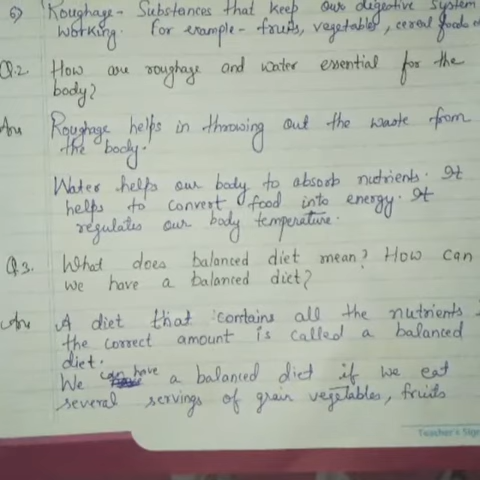 6) Roughage - Substances that keep our digestive system
working. For example - fruits, vegetables, cereal foods
Q.2 How are roughage and water essential for the
body?
Ans Roughage helps in throwing out the waste from
the body.
Water helps our body to absorb nutrients. It
helps to convert food into energy. It
regulates our body temperature.
Q3. What does balanced diet mean? How can
we have a balanced diet?
Ans A diet that contains all the nutrients
the correct amount is called a balanced
diet.
We can have a balanced diet if we eat
several servings of grain vegetables, fruits
Teacher's Sign